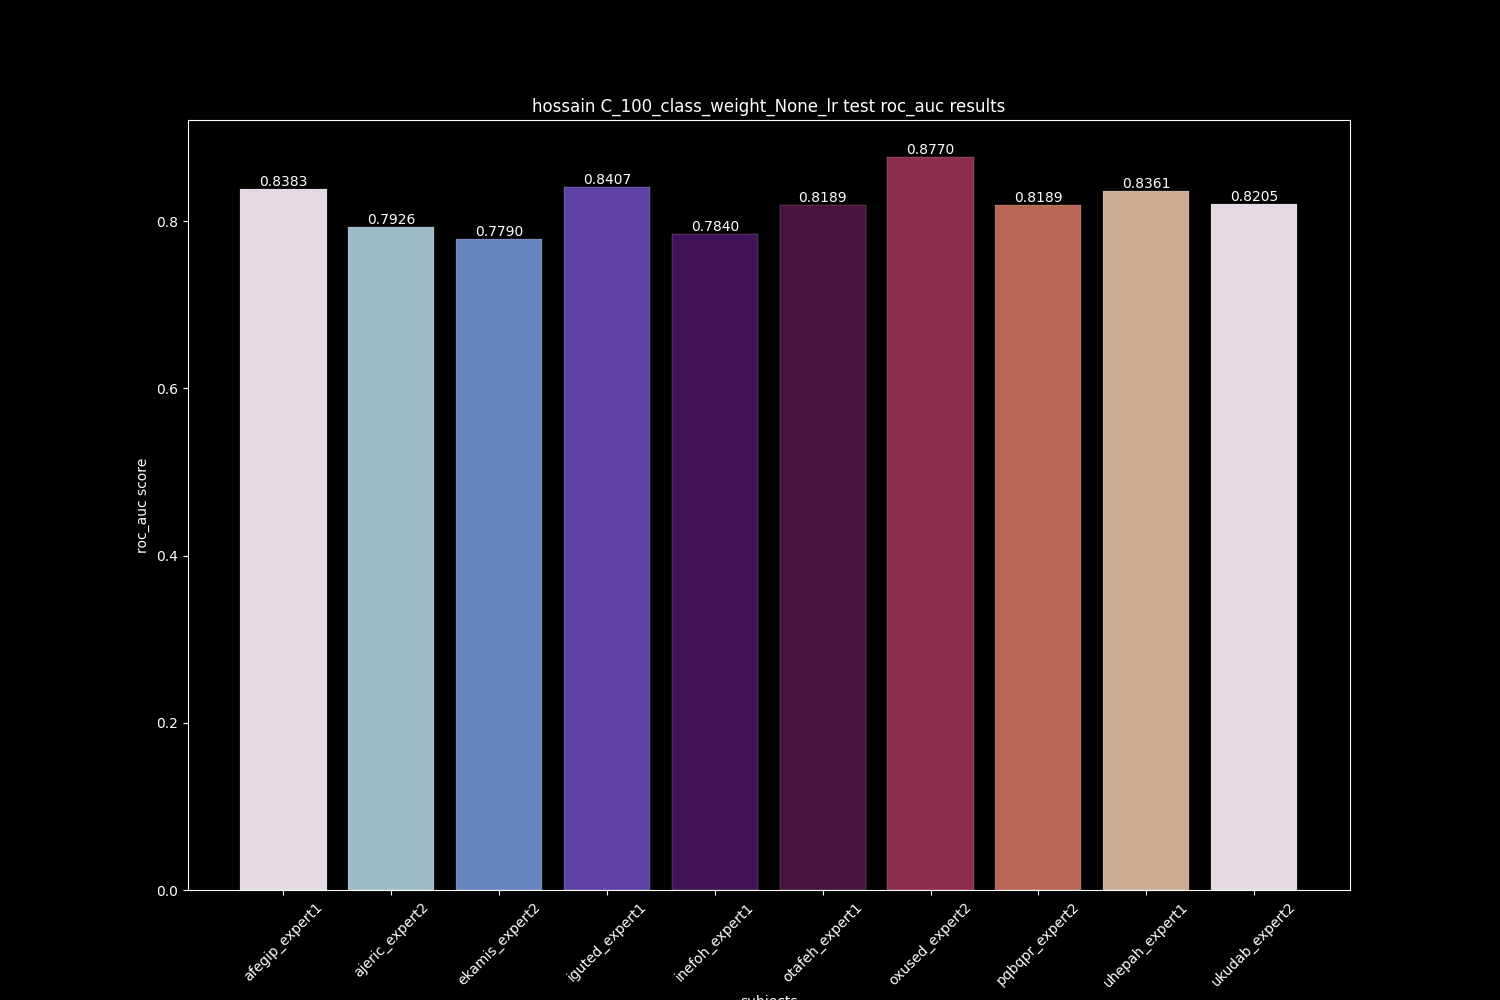 hossain C_100_class_weight_None_lr test roc_auc results
0.8383
0.7926
0.7790
0.8407
0.7840
0.8189
0.8770
0.8189
0.8361
0.8205
0.8
0.6
0.4
0.2
0.0
roc_auc score
afegip_expert1
ajeric_expert2
ekamis_expert2
iguted_expert1
inefoh_expert1
otafeh_expert1
oxused_expert2
pqbqpr_expert2
uhepah_expert1
ukudab_expert2
subjects